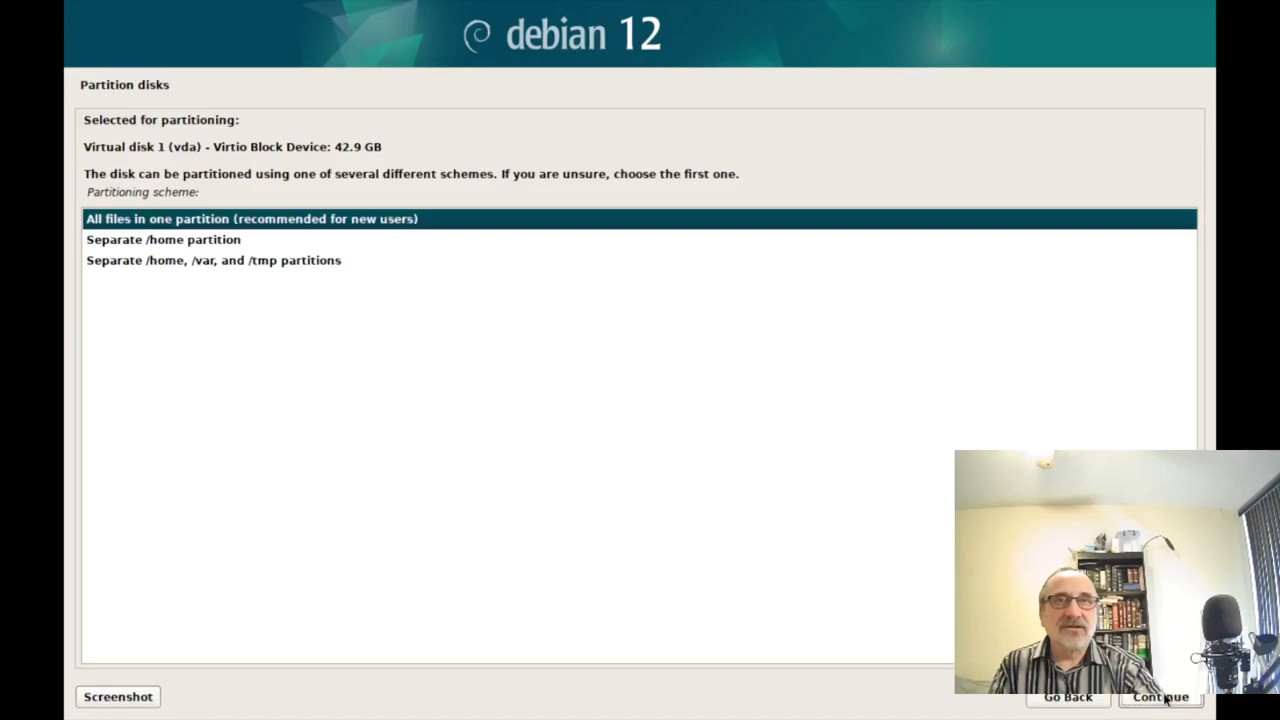 debian 12
Partition disks
Selected for partitioning:
Virtual disk 1 (vda) - Virtio Block Device: 42.9 GB
The disk can be partitioned using one of several different schemes. If you are unsure, choose the first one.
Partitioning scheme:
All files in one partition (recommended for new users)
Separate /home partition
Separate /home, /var, and /tmp partitions
Screenshot
Go Back
Continue